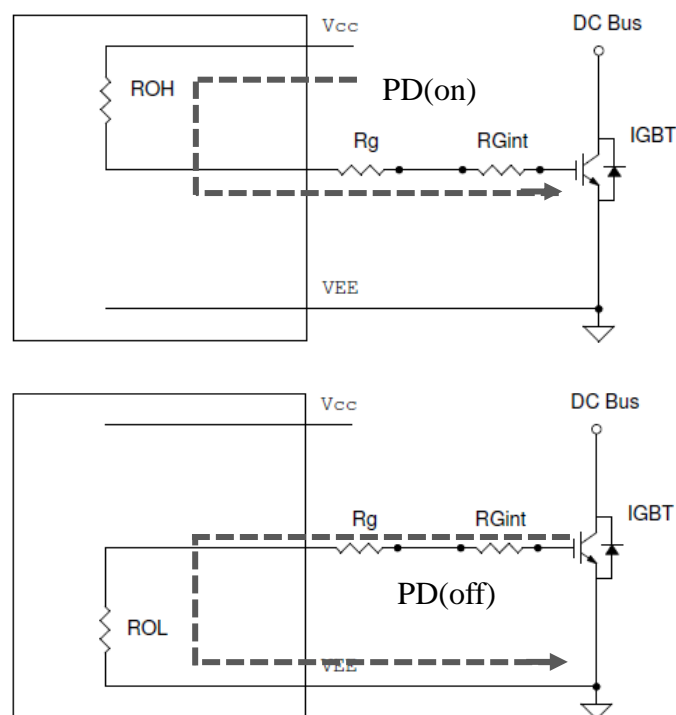 Vcc
DC Bus
ROH
PD(on)
Rg
RGint
IGBT
VEE
Vcc
DC Bus
Rg
RGint
IGBT
PD(off)
ROL
VEE